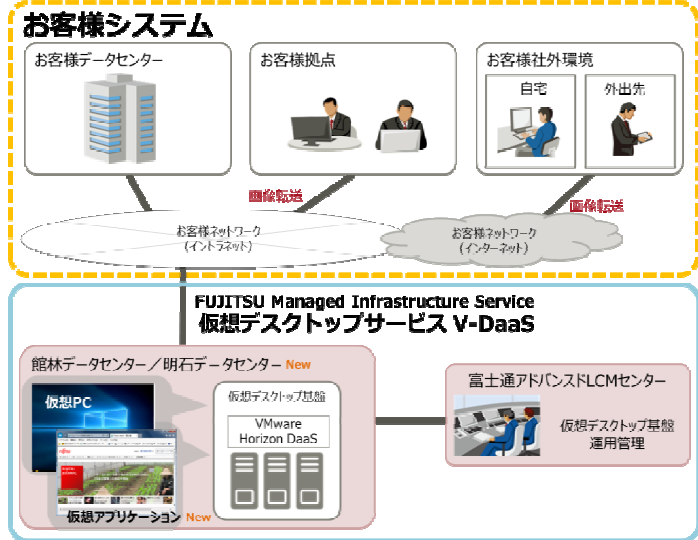 お客様システム
お客様データセンター
お客様拠点
お客様社外環境
自宅
外出先
画像転送
画像転送
お客様ネットワーク
(イントラネット)
お客様ネットワーク
(インターネット)
FUJITSU Managed Infrastructure Service
仮想デスクトップサービス V-DaaS
館林データセンター/明石データセンター New
仮想PC
仮想デスクトップ基盤
VMware
Horizon DaaS
仮想アプリケーション New
富士通アドバンスドLCMセンター
仮想デスクトップ基盤
運用管理